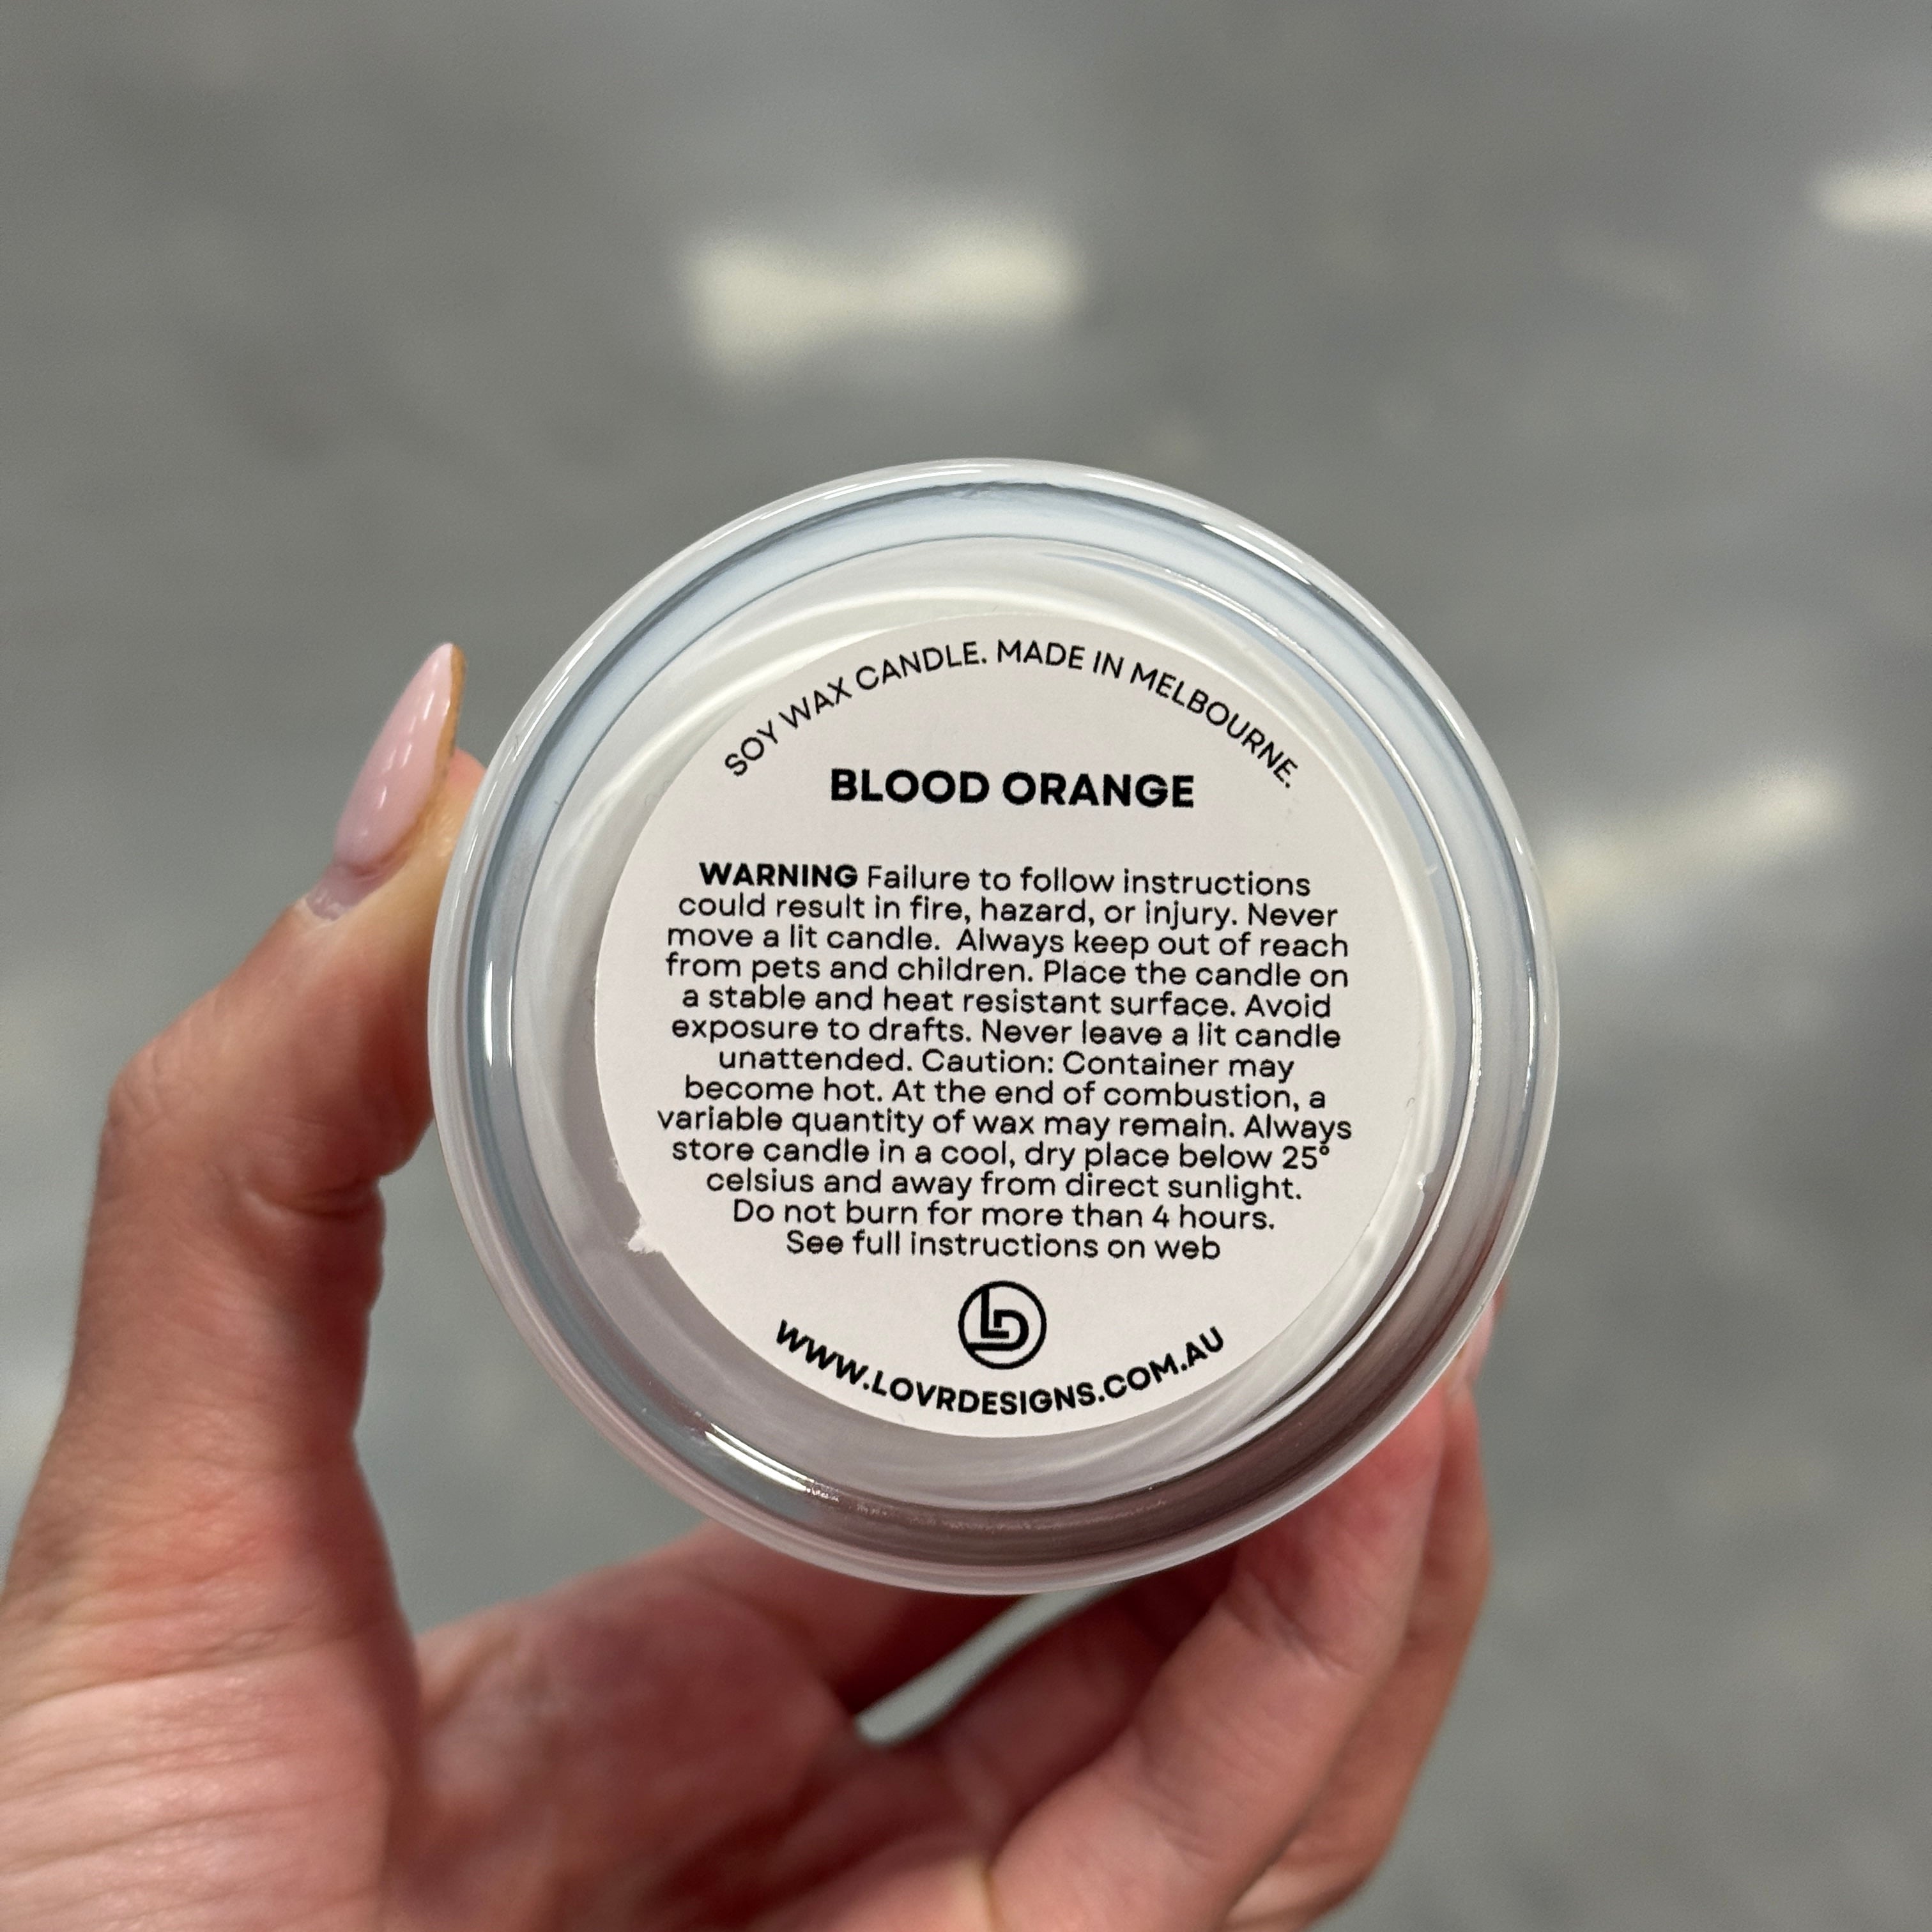 SOY WAX CANDLE. MADE IN MELBOURNE.
BLOOD ORANGE
WARNING Failure to follow instructions
could result in fire, hazard, or injury. Never
move a lit candle. Always keep out of reach
from pets and children. Place the candle on
a stable and heat resistant surface. Avoid
exposure to drafts. Never leave a lit candle
unattended. Caution: Container may
become hot. At the end of combustion, a
variable quantity of wax may remain. Always
store candle in a cool, dry place below 25°
celsius and away from direct sunlight.
Do not burn for more than 4 hours.
See full instructions on web
LD
WWW.LOVRDESIGNS.COM.AU